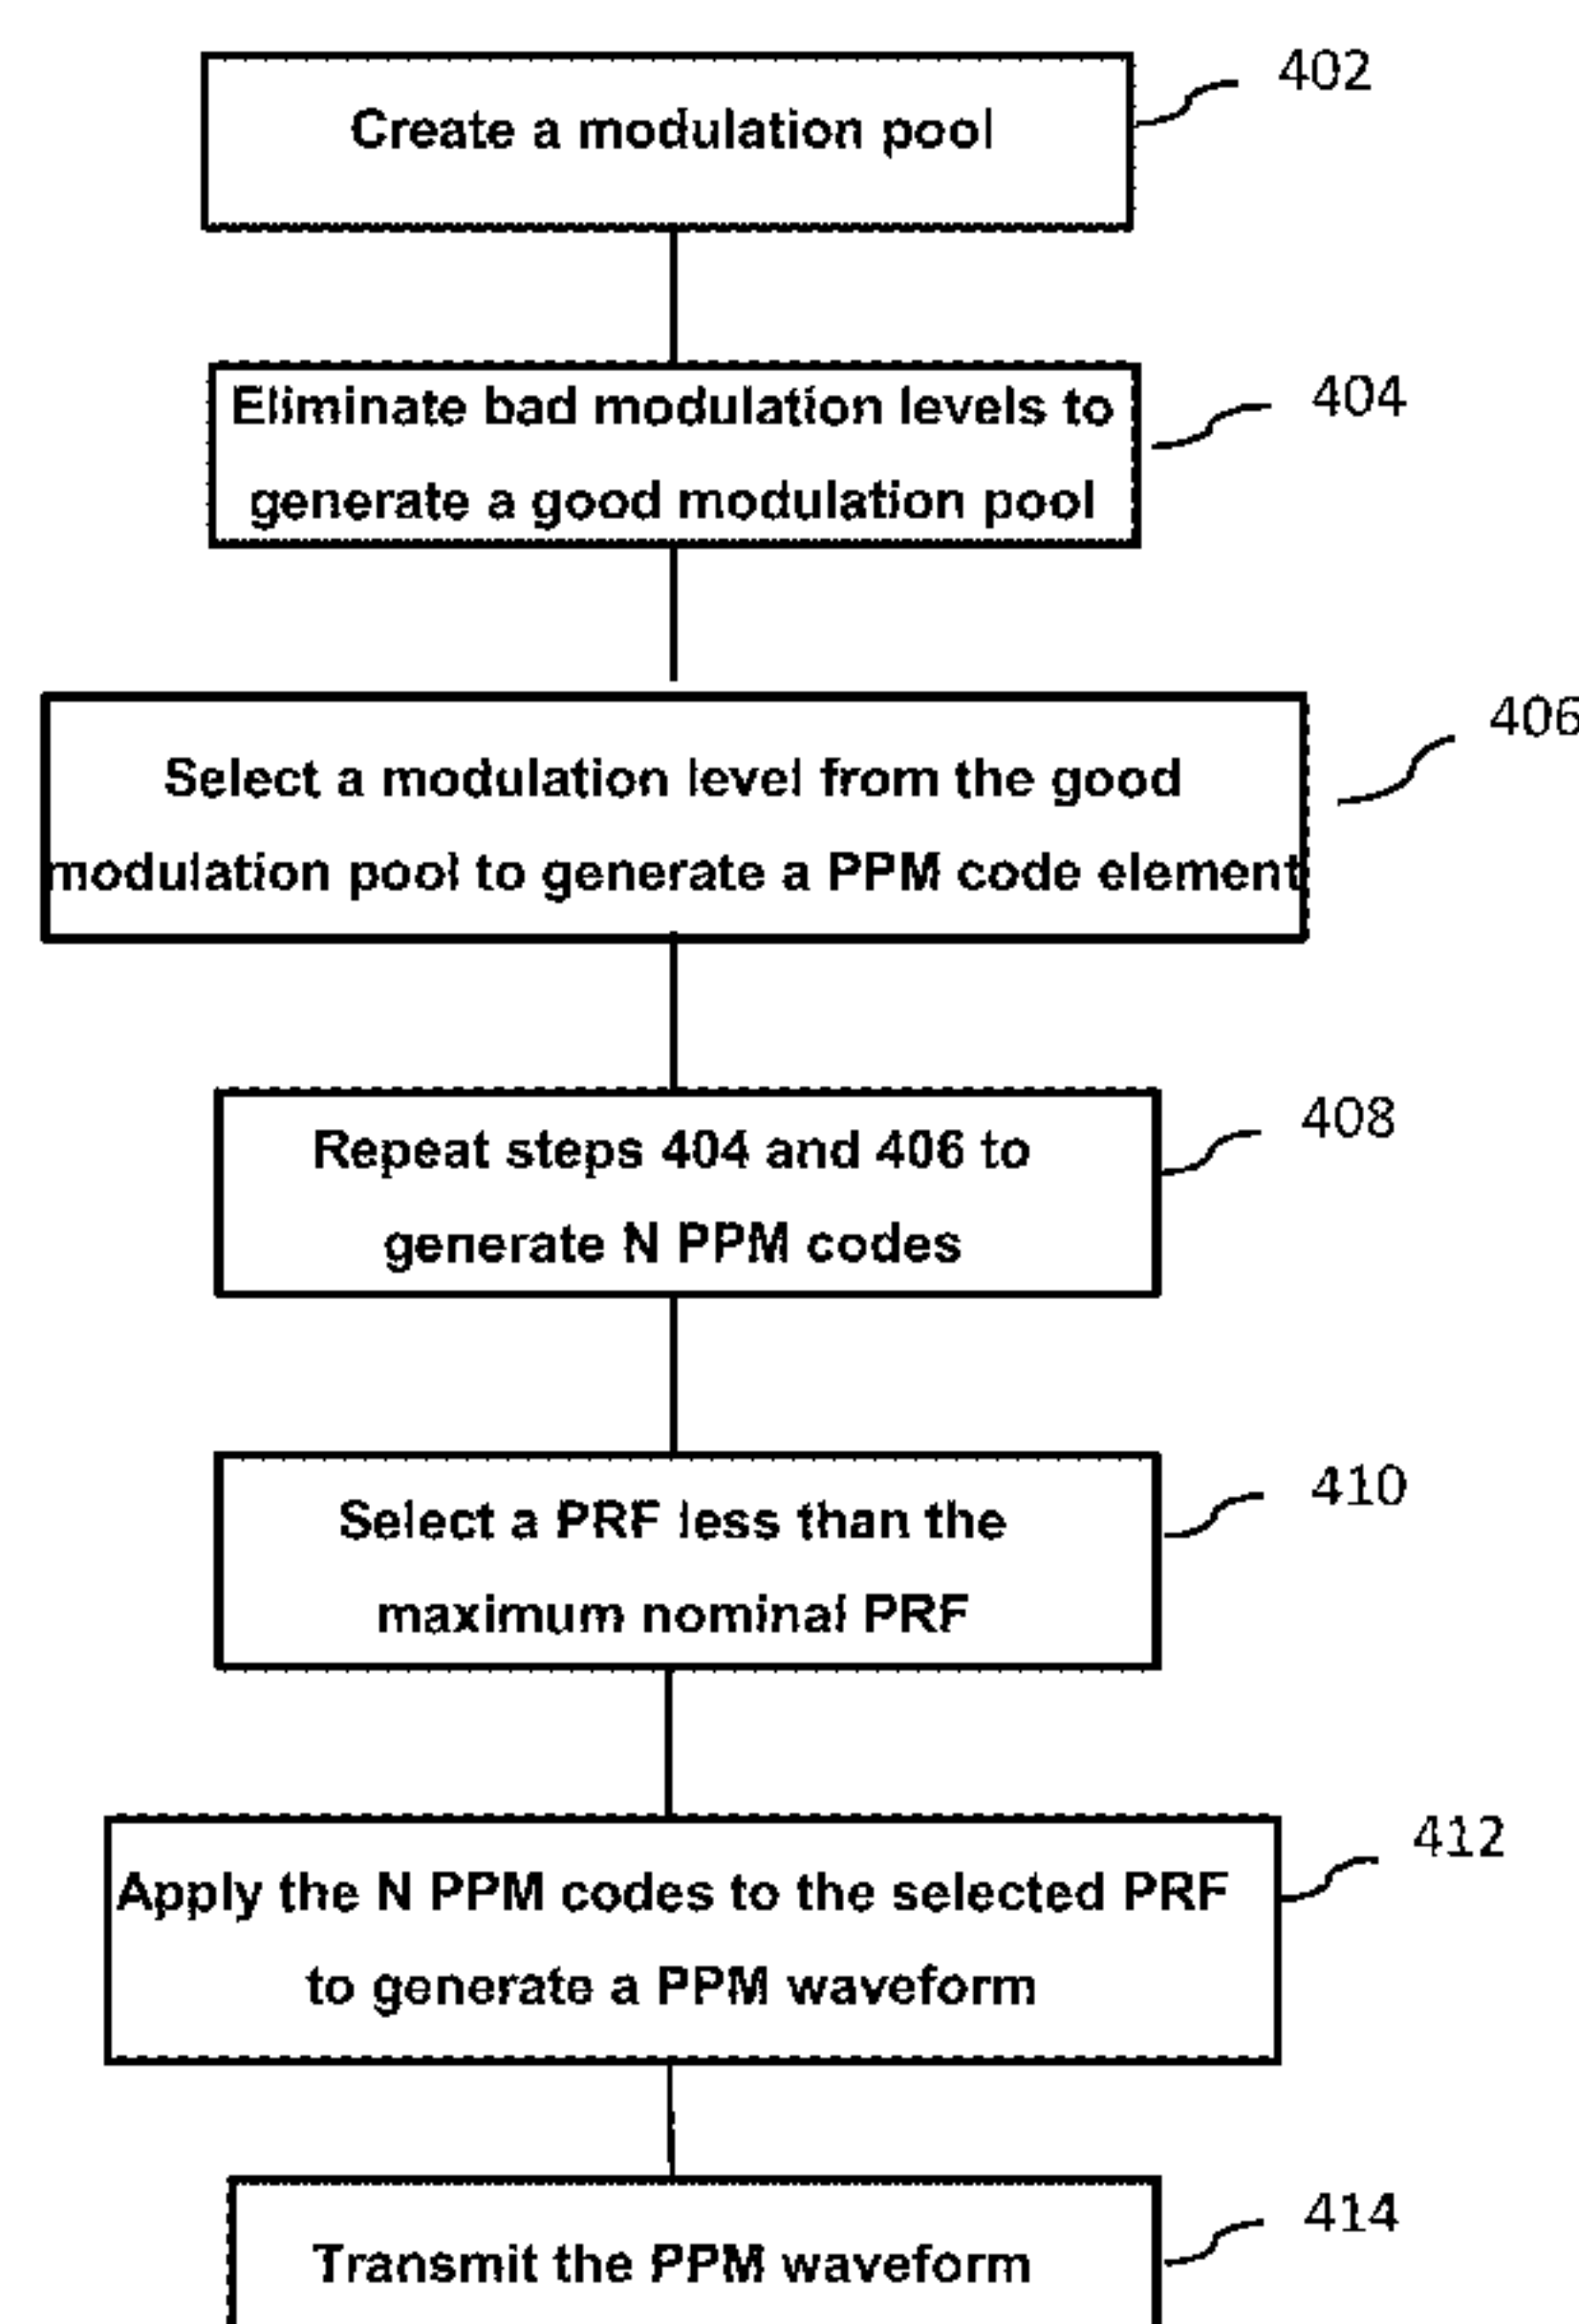 Create a modulation pool
402
Eliminate bad modulation levels to
generate a good modulation pool
404
Select a modulation level from the good
modulation pool to generate a PPM code element
406
Repeat steps 404 and 406 to
generate N PPM codes
408
Select a PRF less than the
maximum nominal PRF
410
Apply the N PPM codes to the selected PRF
to generate a PPM waveform
412
Transmit the PPM waveform
414